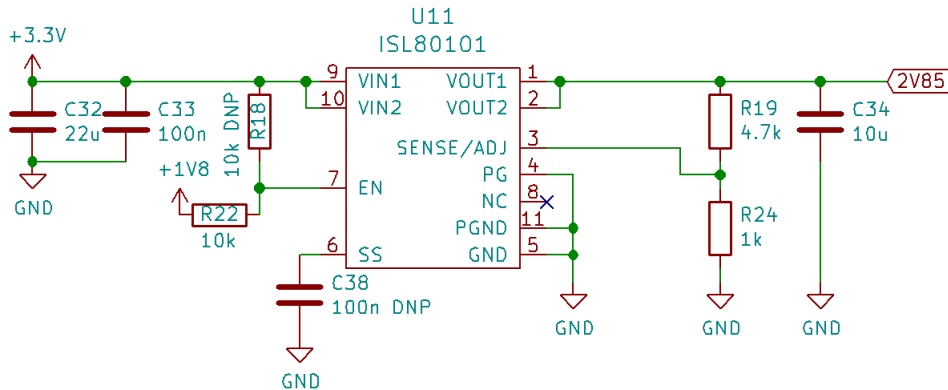 U11
ISL80101
+3.3V
9
VIN1
VOUT1
1
2V85
10
VIN2
VOUT2
2
C32
22u
C33
100n
R18
10k DNP
R19
4.7k
C34
10u
SENSE/ADJ
3
PG
4
+1V8
7
EN
NC
8
GND
R22
10k
PGND
11
R24
1k
6
SS
GND
5
C38
100n DNP
GND
GND
GND
GND